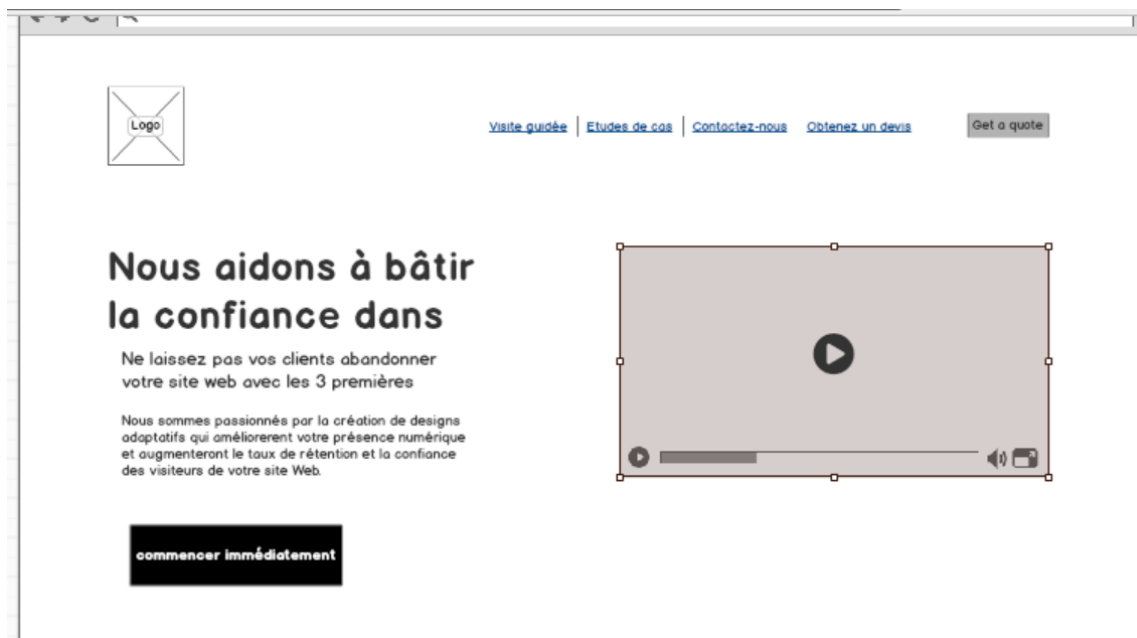 Logo
Visite guidée Etudes de cas Contactez-nous Obtenez un devis Get a quote
Nous aidons à bâtir
la confiance dans
Ne laissez pas vos clients abandonner
votre site web avec les 3 premières
Nous sommes passionnés par la création de designs
adaptatifs qui améliorerent votre présence numérique
et augmenteront le taux de rétention et la confiance
des visiteurs de votre site Web.
commencer immédiatement